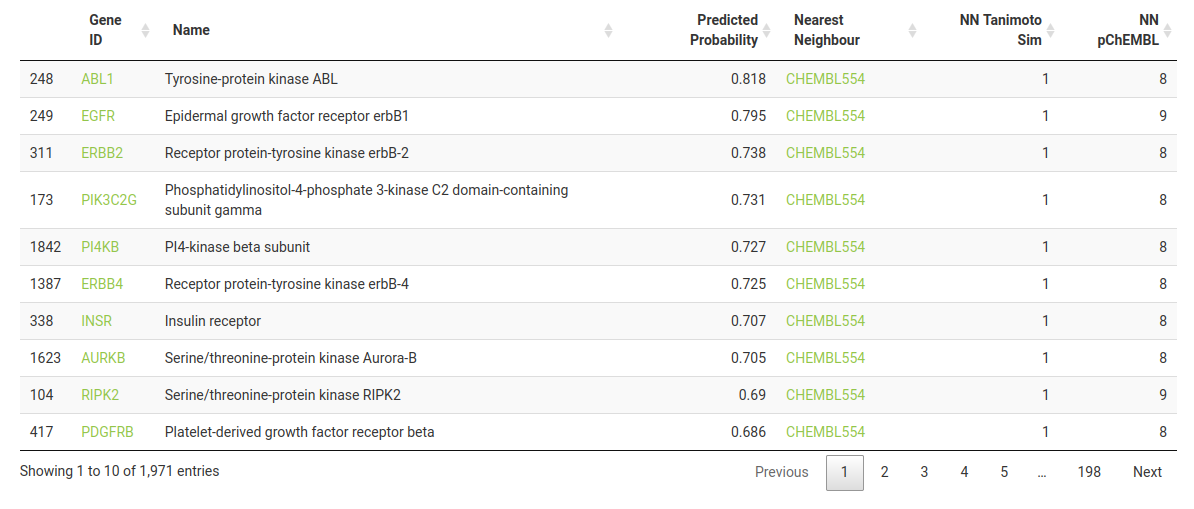 Gene ID Name Predicted Probability Nearest Neighbour NN Tanimoto Sim NN pChEMBL
248 ABL1 Tyrosine-protein kinase ABL 0.818 CHEMBL554 1 8
249 EGFR Epidermal growth factor receptor erbB1 0.795 CHEMBL554 1 9
311 ERBB2 Receptor protein-tyrosine kinase erbB-2 0.738 CHEMBL554 1 8
173 PIK3C2G Phosphatidylinositol-4-phosphate 3-kinase C2 domain-containing subunit gamma 0.731 CHEMBL554 1 8
1842 PI4KB PI4-kinase beta subunit 0.727 CHEMBL554 1 8
1387 ERBB4 Receptor protein-tyrosine kinase erbB-4 0.725 CHEMBL554 1 8
338 INSR Insulin receptor 0.707 CHEMBL554 1 8
1623 AURKB Serine/threonine-protein kinase Aurora-B 0.705 CHEMBL554 1 8
104 RIPK2 Serine/threonine-protein kinase RIPK2 0.69 CHEMBL554 1 9
417 PDGFRB Platelet-derived growth factor receptor beta 0.686 CHEMBL554 1 8
Showing 1 to 10 of 1,971 entries Previous 1 2 3 4 5 … 198 Next